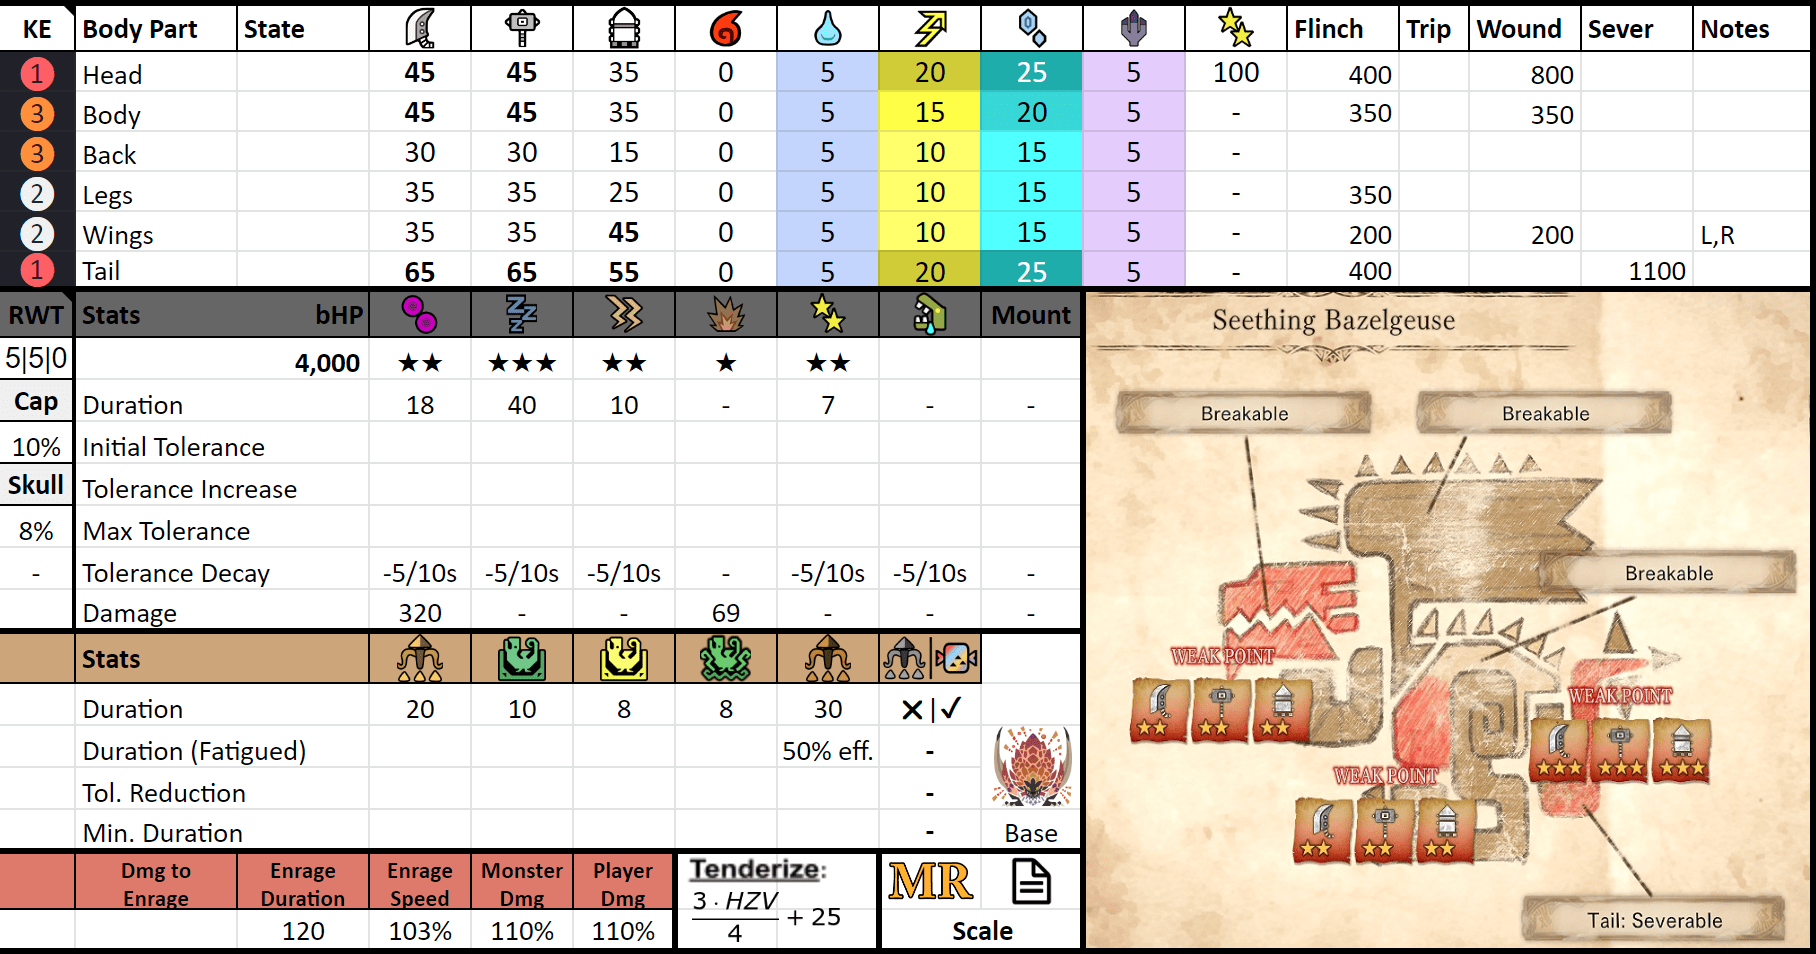 KE Body Part State Flinch Trip Wound Sever Notes
1 Head 45 45 35 0 5 20 25 5 100 400 800
3 Body 45 45 35 0 5 15 20 5 - 350 350
3 Back 30 30 15 0 5 10 15 5 -
2 Legs 35 35 25 0 5 10 15 5 - 350
2 Wings 35 35 45 0 5 10 15 5 - 200 200 L,R
1 Tail 65 65 55 0 5 20 25 5 - 400 1100
RWT Stats bHP Mount
5|5|0 4,000 ★★ ★★★ ★★ ★ ★★
Cap Duration 18 40 10 - 7 - -
10% Initial Tolerance
Skull Tolerance Increase
8% Max Tolerance
- Tolerance Decay -5/10s -5/10s -5/10s - -5/10s -5/10s -
Damage 320 - - 69 - - -
Stats
Duration 20 10 8 8 30 ✕|✓
Duration (Fatigued) 50% eff. -
Tol. Reduction -
Min. Duration - Base
Dmg to Enrage Enrage Duration Enrage Speed Monster Dmg Player Dmg
120 103% 110% 110%
Tenderize:
3 · HZV
4
+ 25
MR
Scale
Seething Bazelgeuse
Breakable
Breakable
Breakable
WEAK POINT
WEAK POINT
WEAK POINT
Tail: Severable